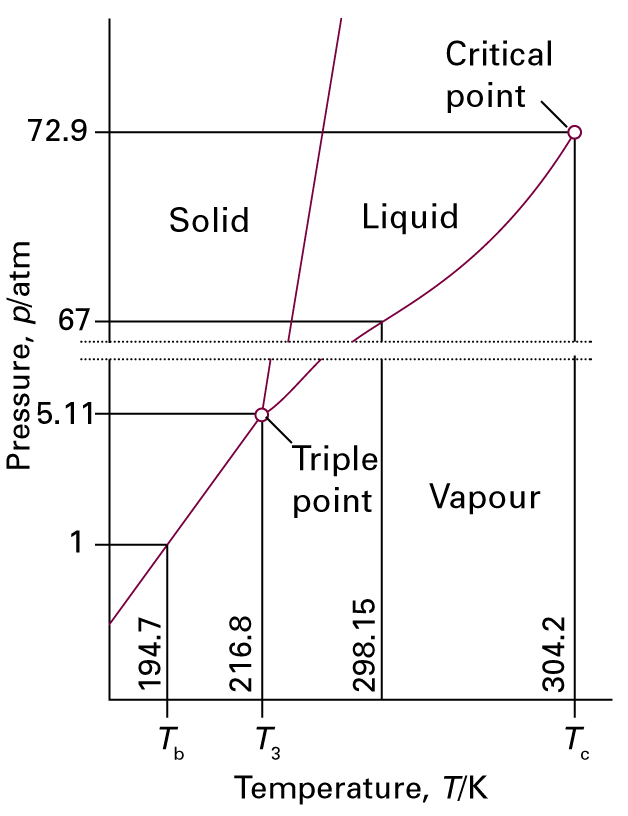 Critical
point
72.9
Solid
Liquid
67
Pressure, p/atm
5.11
Triple
point
Vapour
1
194.7
216.8
298.15
304.2
Tb
T3
Tc
Temperature, T/K